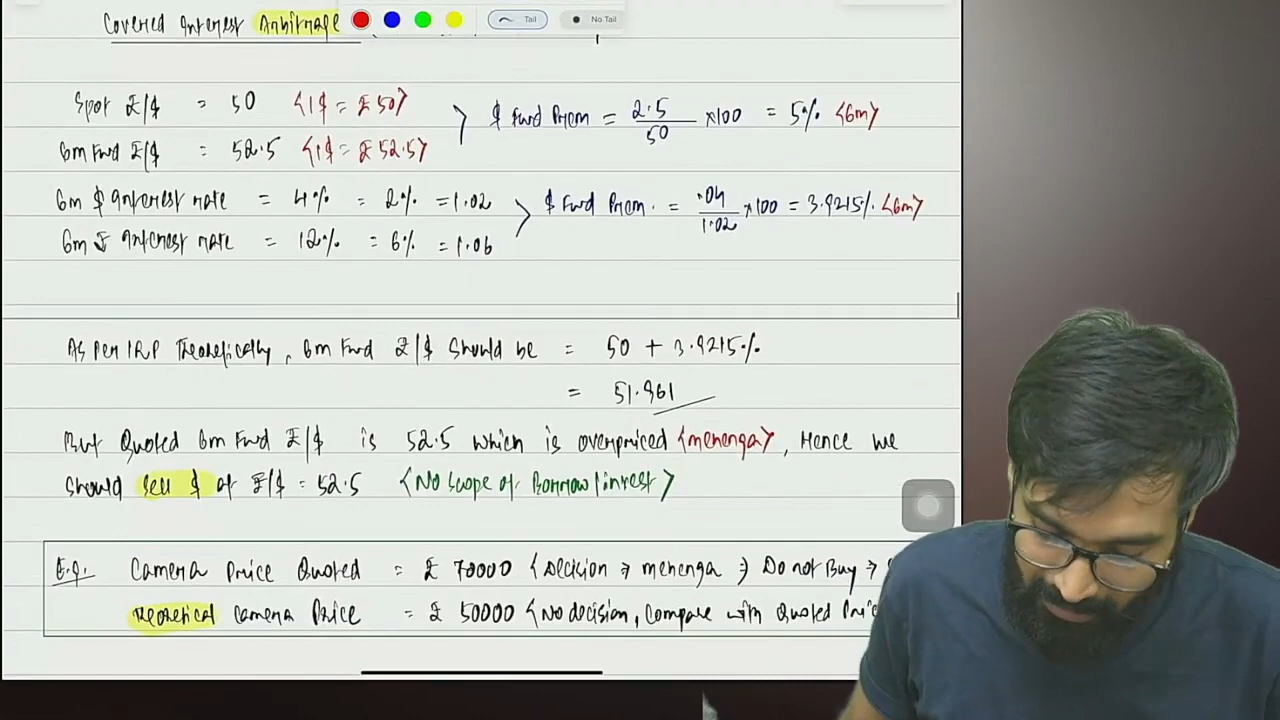 Covered Interest Arbitrage
Tail
No Tail
Spot ₹/$ = 50 {1$ = ₹50}
6m Fwd ₹/$ = 52.5 {1$ = ₹52.5}
$ Fwd Prem = 2.5/50 ×100 = 5% {6m}
6m $ Interest rate = 4% = 2% = 1.02
6m ₹ Interest rate = 12% = 6% = 1.06
$ Fwd Prem. = .04/1.02 ×100 = 3.9215% {6m}
As Per IRP Theoretically, 6m Fwd ₹/$ should be = 50 + 3.9215%
= 51.961
But Quoted 6m Fwd ₹/$ is 52.5 which is overpriced {menenga}, Hence we
should sell $ at ₹/$ = 52.5 {No scope of Borrow/invest}
E.g. Camera Price Quoted = ₹ 70000 {Decision → menenga → Do not Buy →
Theoretical Camera Price = ₹ 50000 {No decision, Compare with Quoted Price